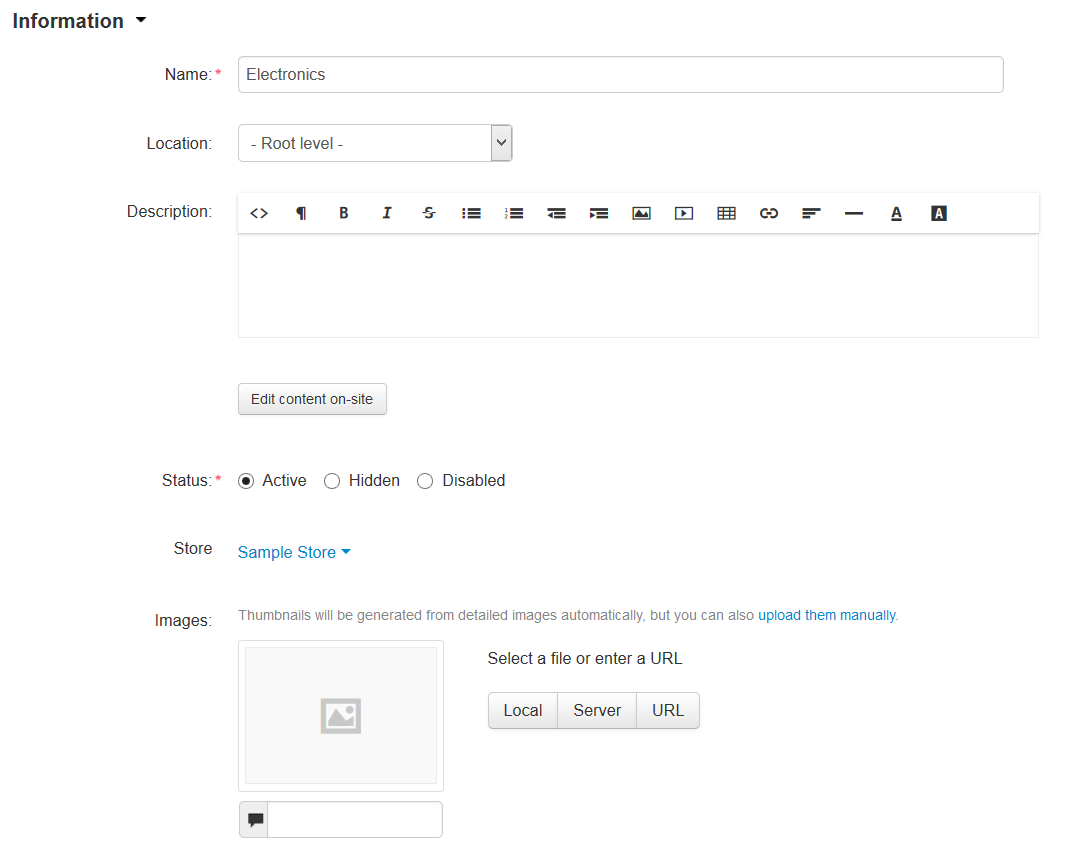 Information
Name:*
Electronics
Location:
- Root level -
Description:
Edit content on-site
Status:* Active Hidden Disabled
Store Sample Store
Images: Thumbnails will be generated from detailed images automatically, but you can also upload them manually.
Select a file or enter a URL
Local Server URL